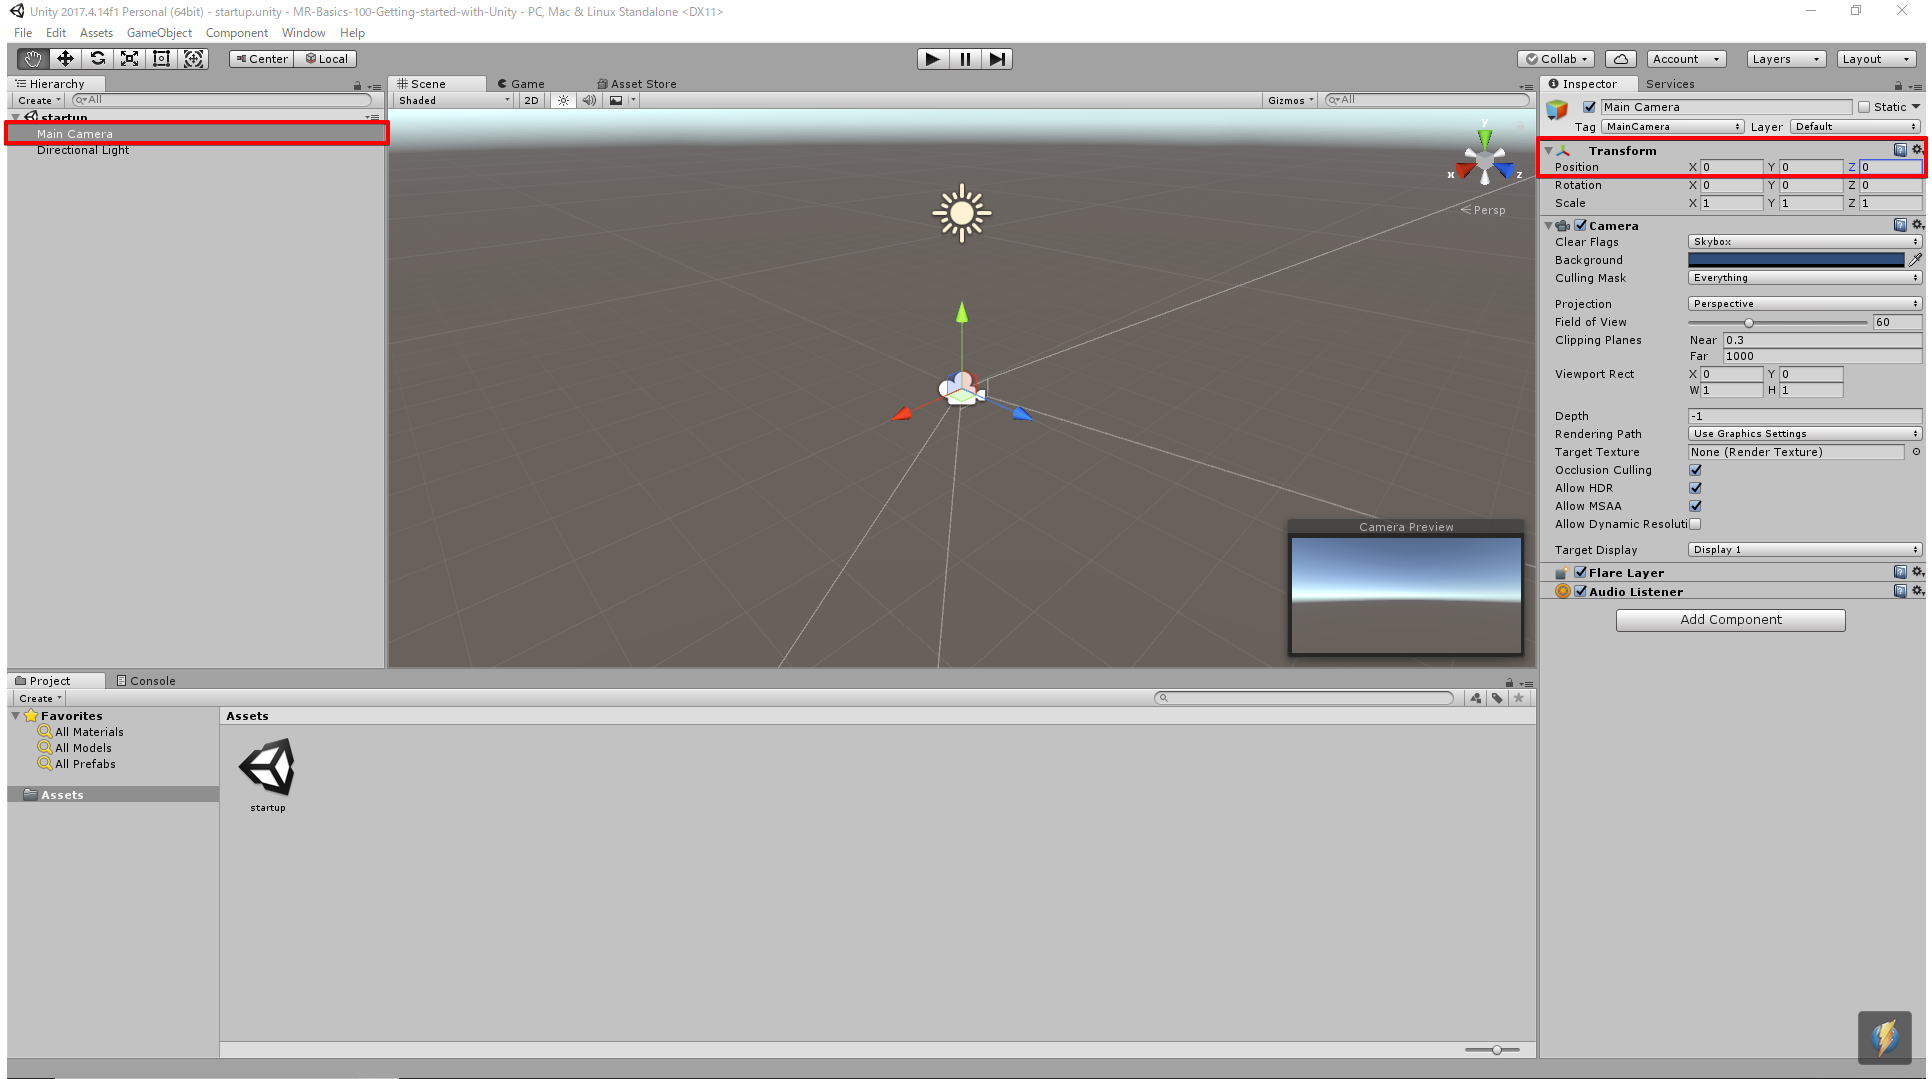 Unity 2017.4.14f1 Personal (64bit) - startup.unity - MR-Basics-100-Getting-started-with-Unity - PC, Mac & Linux Standalone <DX11>
File Edit Assets GameObject Component Window Help
Center Local Collab Account Layers Layout
Hierarchy
Create All
startup
Main Camera
Directional Light
Scene Game Asset Store
Shaded 2D Gizmos All
y
x z
Persp
Camera Preview
Inspector Services
Main Camera Static
Tag MainCamera Layer Default
Transform
Position X 0 Y 0 Z 0
Rotation X 0 Y 0 Z 0
Scale X 1 Y 1 Z 1
Camera
Clear Flags Skybox
Background
Culling Mask Everything
Projection Perspective
Field of View 60
Clipping Planes Near 0.3
Far 1000
Viewport Rect X 0 Y 0
W 1 H 1
Depth -1
Rendering Path Use Graphics Settings
Target Texture None (Render Texture)
Occlusion Culling
Allow HDR
Allow MSAA
Allow Dynamic Resoluti
Target Display Display 1
Flare Layer
Audio Listener
Add Component
Project Console
Create
Favorites
All Materials
All Models
All Prefabs
Assets
Assets
startup